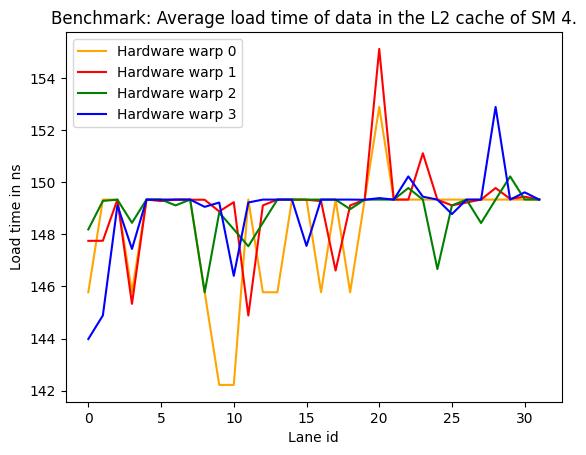 Benchmark: Average load time of data in the L2 cache of SM 4.
Hardware warp 0
Hardware warp 1
Hardware warp 2
Hardware warp 3
154
152
150
148
146
144
142
Load time in ns
0 5 10 15 20 25 30
Lane id